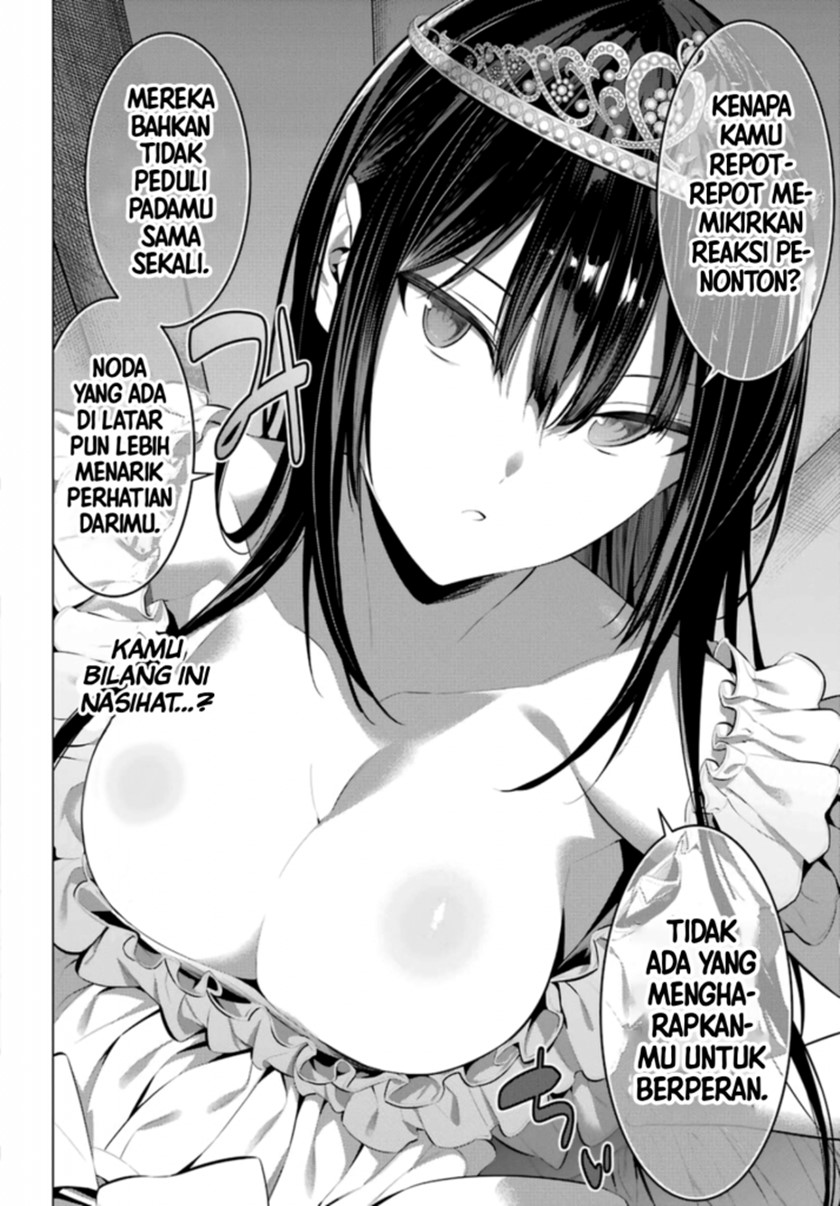 KENAPA
KAMU
REPOT-
REPOT ME-
MIKIRKAN
REAKSI PE-
NONTON?
MEREKA
BAHKAN
TIDAK
PEDULI
PADAMU
SAMA
SEKALI.
NODA
YANG ADA
DI LATAR
PUN LEBIH
MENARIK
PERHATIAN
DARIMU.
KAMU
BILANG INI
NASIHAT...?
TIDAK
ADA YANG
MENGHA-
RAPKAN-
MU UNTUK
BERPERAN.